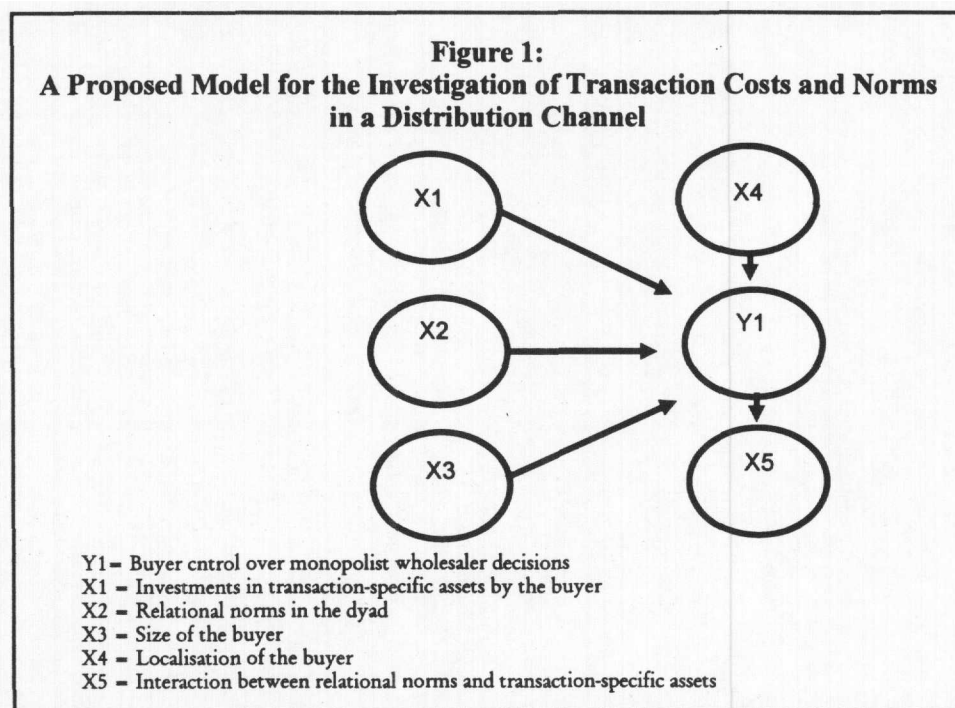 Figure 1:
A Proposed Model for the Investigation of Transaction Costs and Norms
in a Distribution Channel
X1
X4
X2
Y1
X3
X5
Y1 – Buyer cntrol over monopolist wholesaler decisions
X1 – Investments in transaction-specific assets by the buyer
X2 – Relational norms in the dyad
X3 – Size of the buyer
X4 – Localisation of the buyer
X5 – Interaction between relational norms and transaction-specific assets